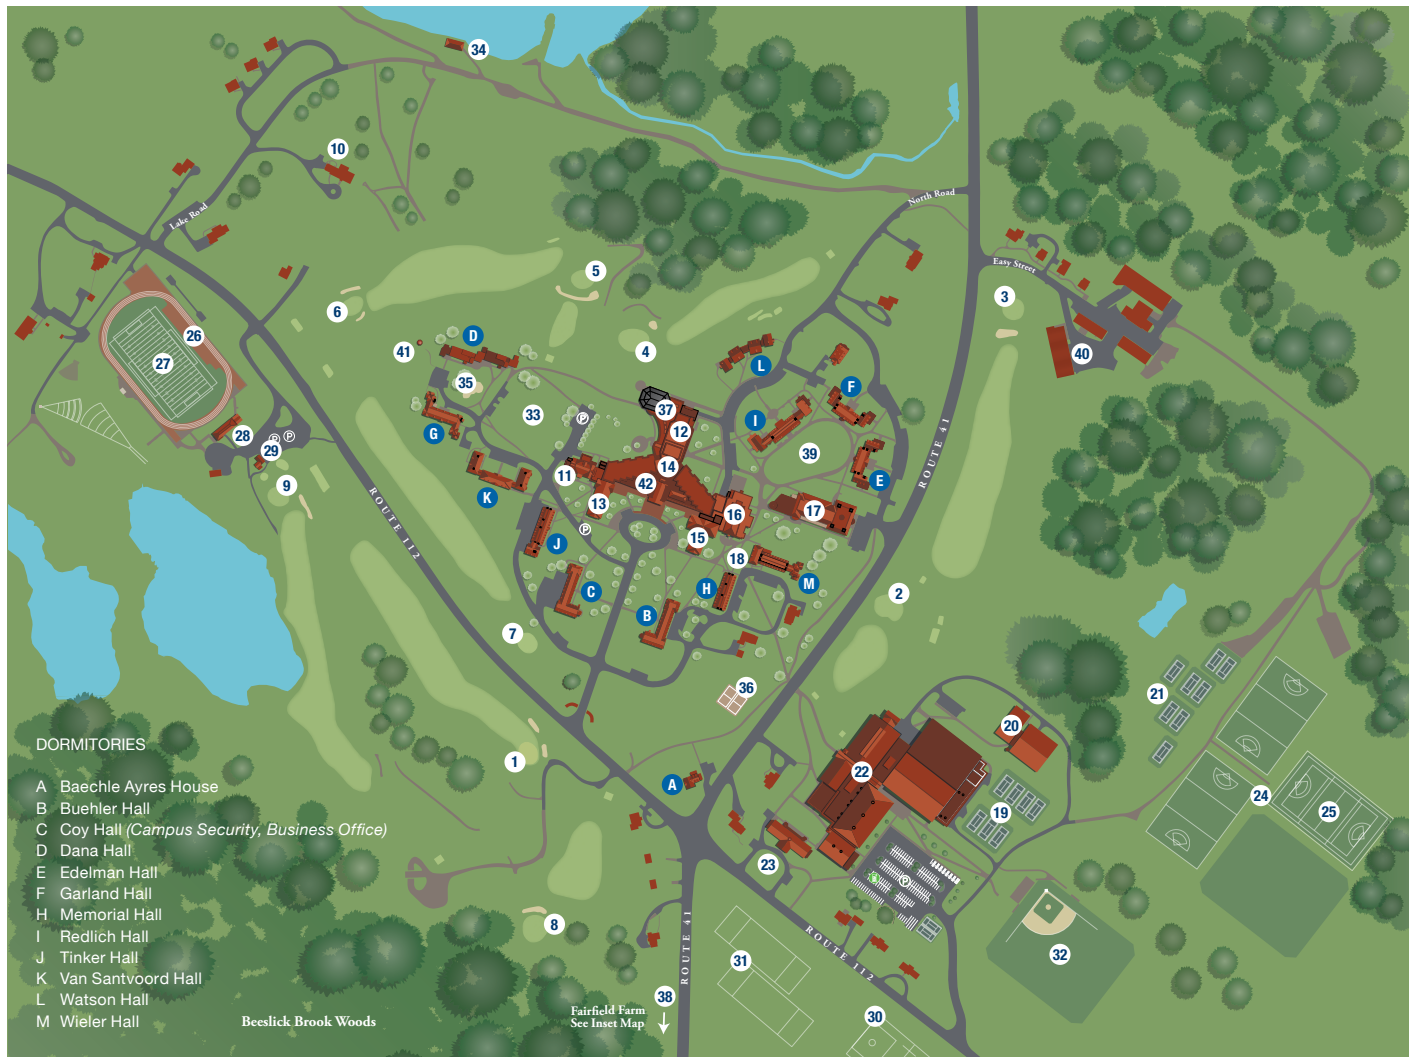 34
10
Lake Road
North Road
5
Easy Street
3
6
26
27
41
D
4
L
40
35
F
33
P
37
I
12
G
28
P
P
29
39
ROUTE 41
11
14
E
9
K
42
13
ROUTE 112
16
17
P
15
J
18
M
C
H
B
2
7
36
21
20
1
A
22
24
25
19
23
P
8
32
31
ROUTE 41
ROUTE 112
38
30
DORMITORIES
A Baechle Ayres House
B Buehler Hall
C Coy Hall (Campus Security, Business Office)
D Dana Hall
E Edelman Hall
F Garland Hall
H Memorial Hall
I Redlich Hall
J Tinker Hall
K Van Santvoord Hall
L Watson Hall
M Wieler Hall
Beeslick Brook Woods
Fairfield Farm
See Inset Map